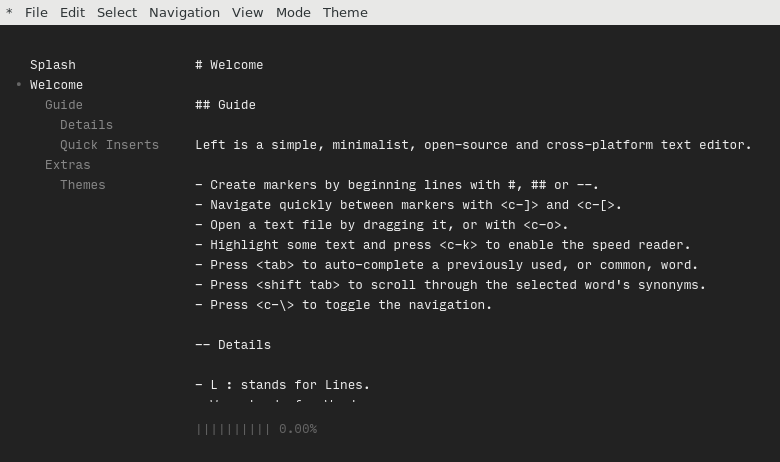 * File Edit Select Navigation View Mode Theme
Splash
• Welcome
Guide
Details
Quick Inserts
Extras
Themes
# Welcome
## Guide
Left is a simple, minimalist, open-source and cross-platform text editor.
- Create markers by beginning lines with #, ## or --.
- Navigate quickly between markers with <c-]> and <c-[>.
- Open a text file by dragging it, or with <c-o>.
- Highlight some text and press <c-k> to enable the speed reader.
- Press <tab> to auto-complete a previously used, or common, word.
- Press <shift tab> to scroll through the selected word's synonyms.
- Press <c-\> to toggle the navigation.
-- Details
- L : stands for Lines.
|||||||||| 0.00%